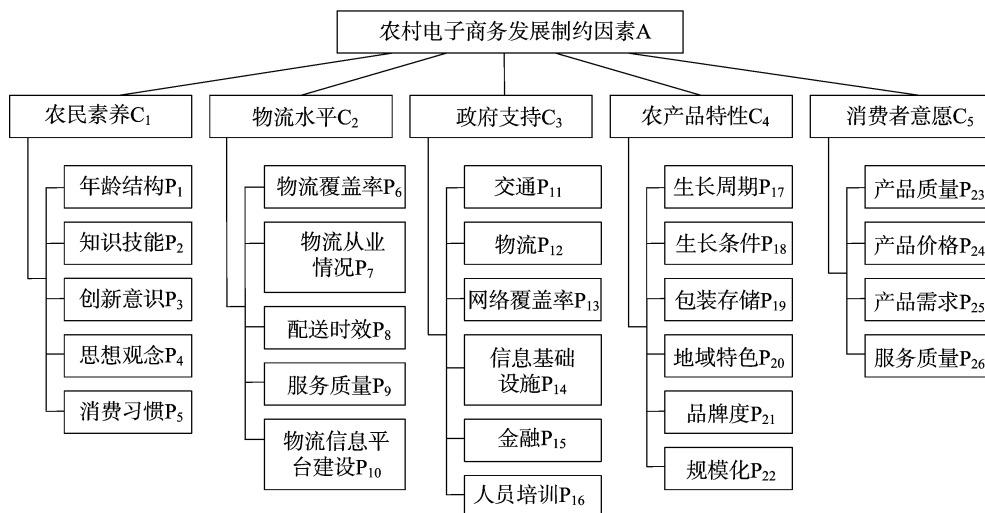 农村电子商务发展制约因素A
农民素养C₁
物流水平C₂
政府支持C₃
农产品特性C₄
消费者意愿C₅
年龄结构P₁
知识技能P₂
创新意识P₃
思想观念P₄
消费习惯P₅
物流覆盖率P₆
物流从业
情况P₇
配送时效P₈
服务质量P₉
物流信息平
台建设P₁₀
交通P₁₁
物流P₁₂
网络覆盖率P₁₃
信息基础
设施P₁₄
金融P₁₅
人员培训P₁₆
生长周期P₁₇
生长条件P₁₈
包装存储P₁₉
地域特色P₂₀
品牌度P₂₁
规模化P₂₂
产品质量P₂₃
产品价格P₂₄
产品需求P₂₅
服务质量P₂₆